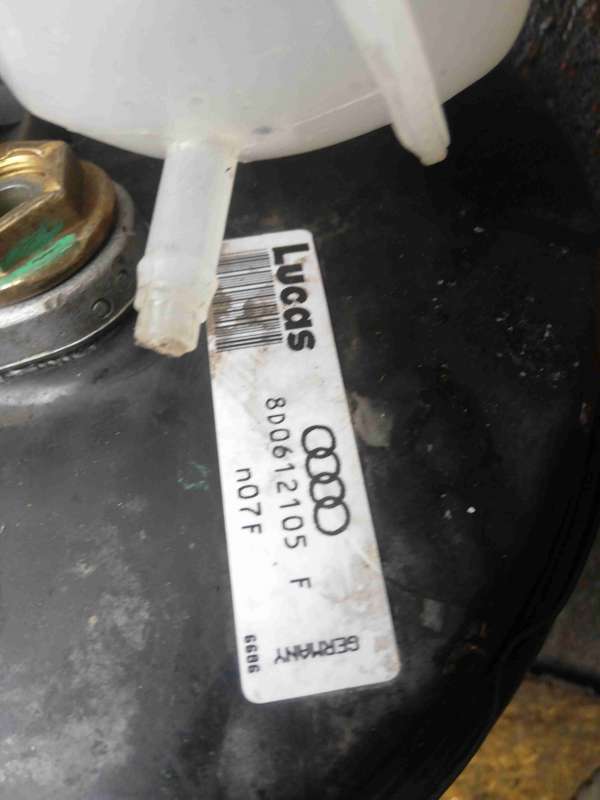 Lucas
8D0612105 F
n07F
GERMANY
6686